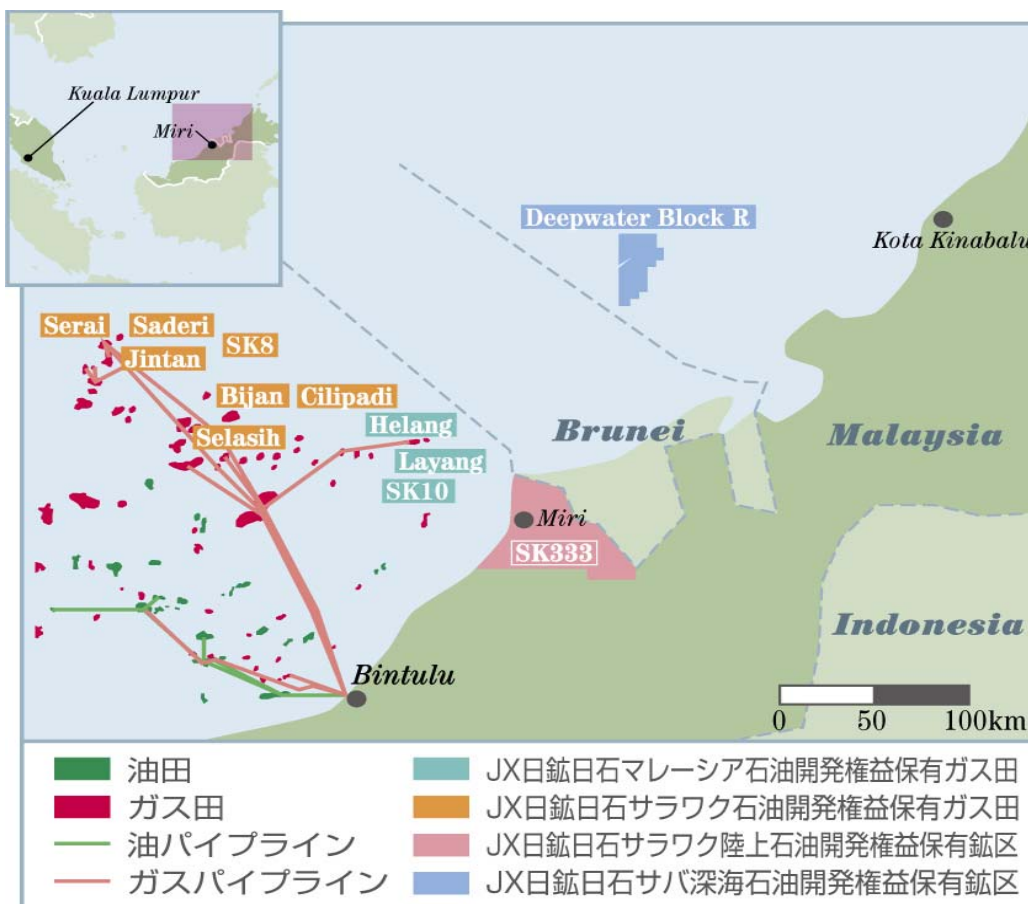 Kuala Lumpur
Miri
Deepwater Block R
Kota Kinabalu
Serai Saderi
SK8
Jintan
Bijan Cilipadi
Helang
Selasih
Brunei
Malaysia
Layang
SK10
Miri
SK333
Indonesia
Bintulu
0 50 100km
油田
ガス田
油パイプライン
ガスパイプライン
JX日鉱日石マレーシア石油開発権益保有ガス田
JX日鉱日石サラワク石油開発権益保有ガス田
JX日鉱日石サラワク陸上石油開発権益保有鉱区
JX日鉱日石サバ深海石油開発権益保有鉱区